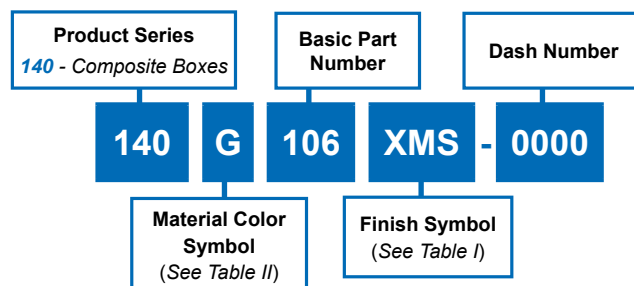 Product Series
140 - Composite Boxes
Basic Part
Number
Dash Number
140 G 106 XMS - 0000
Material Color
Symbol
(See Table II)
Finish Symbol
(See Table I)